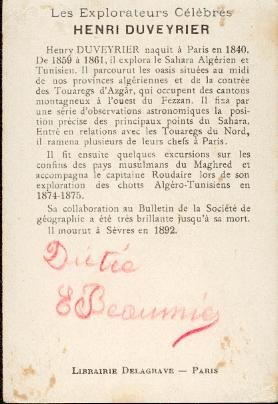 Les Explorateurs Célèbres
HENRI DUVEYRIER
Henry DUVEYRIER naquit à Paris en 1840.
De 1859 à 1861, il explora le Sahara Algérien et
Tunisien. Il parcourut les oasis situées au midi
de nos provinces algériennes et de la contrée
des Touaregs d'Azgår, qui occupent des cantons
montagneux à l'ouest du Fezzan. Il fixa par
une série d'observations astronomiques la posi-
tion précise des principaux points du Sahara.
Entré en relations avec les Touaregs du Nord,
il ramena plusieurs de leurs chefs à Paris.
Il fit ensuite quelques excursions sur les
confins des pays musulmans du Maghred et
accompagna le capitaine Roudaire lors de son
exploration des chotts Algéro-Tunisiens en
1874-1875.
Sa collaboration au Bulletin de la Société de
géographie a été très brillante jusqu'à sa mort.
Il mourut à Sèvres en 1892.
E Beaumie
LIBRAIRIE DELAGRAVE — PARIS